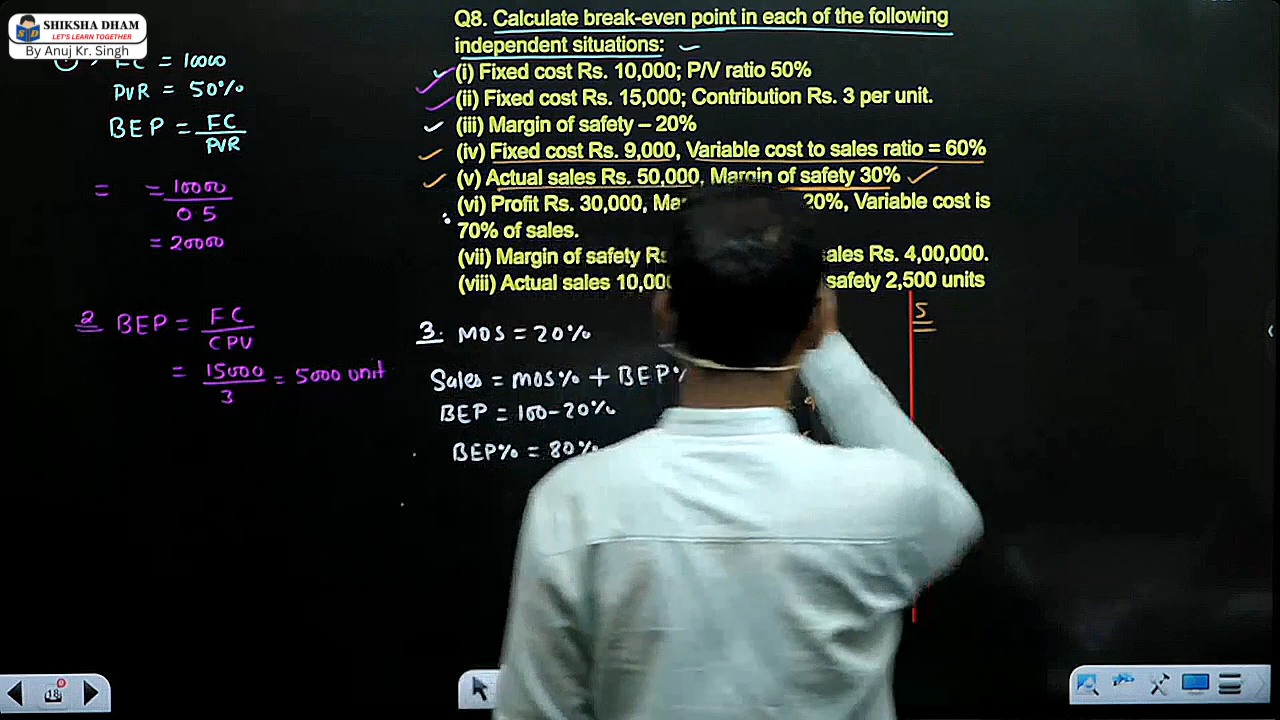 SHIKSHA DHAM
LET'S LEARN TOGETHER
By Anuj Kr. Singh
Q8. Calculate break-even point in each of the following
independent situations:
(i) Fixed cost Rs. 10,000; P/V ratio 50%
(ii) Fixed cost Rs. 15,000; Contribution Rs. 3 per unit.
(iii) Margin of safety – 20%
(iv) Fixed cost Rs. 9,000, Variable cost to sales ratio = 60%
(v) Actual sales Rs. 50,000, Margin of safety 30%
(vi) Profit Rs. 30,000, 20%, Variable cost is
70% of sales.
(vii) Margin of safety Rs. 4,00,000.
(viii) Actual sales safety 2,500 units
FC = 10000
PVR = 50%
BEP = FC
PVR
= = 10000
0 5
= 20000
2 BEP = FC
CPU
= 15000 = 5000 unit
3
3. MOS = 20%
Sales = MOS% + BEP%
BEP = 100-20%
BEP% = 80%
5
18